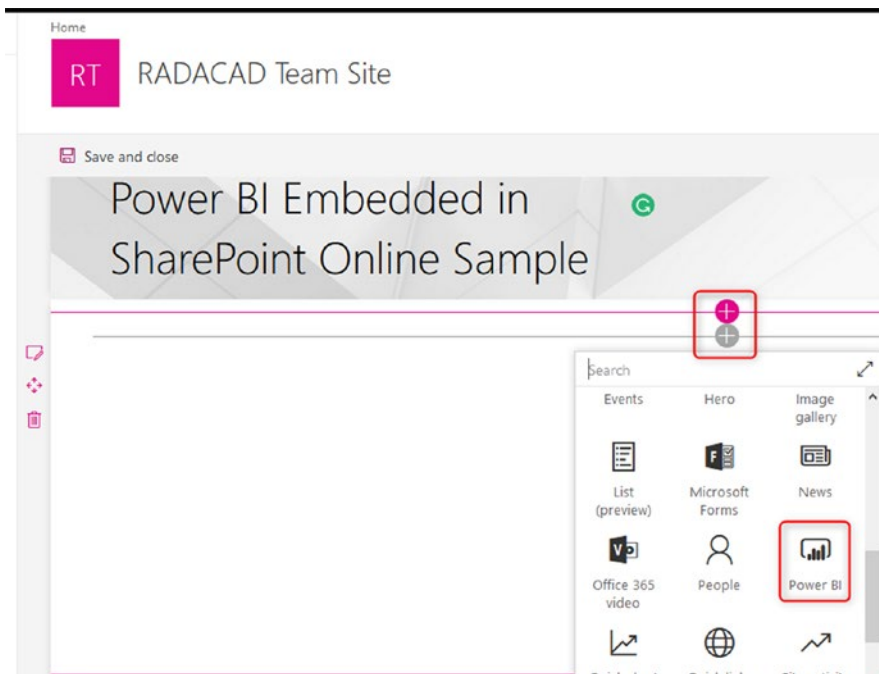 Home
RT
RADACAD Team Site
Save and close
Power BI Embedded in
SharePoint Online Sample
Search
Events
Hero
Image
gallery
List
(preview)
Microsoft
Forms
News
Office 365
video
People
Power BI